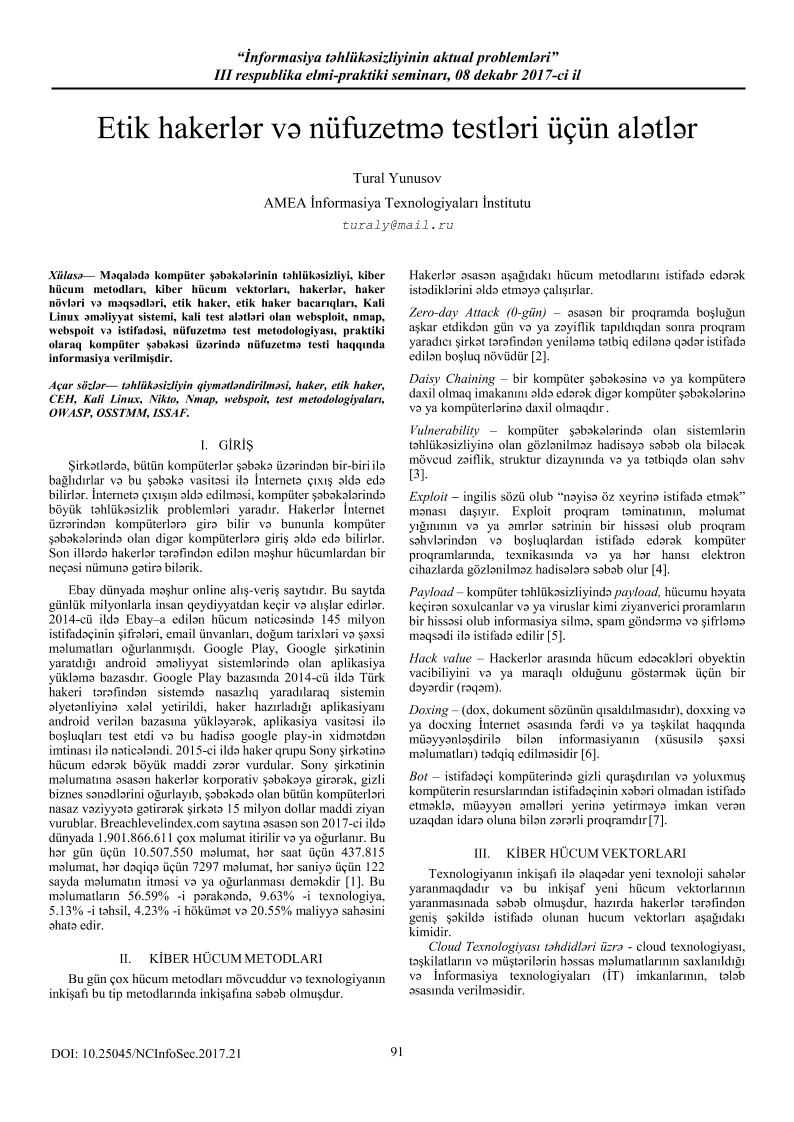 “İnformasiya təhlükəsizliyinin aktual problemləri”
III respublika elmi-praktiki seminarı, 08 dekabr 2017-ci il
Etik hakerlər və nüfuzetmə testləri üçün alətlər
Tural Yunusov
AMEA İnformasiya Texnologiyaları İnstitutu
turaly@mail.ru
Xülasə— Məqalədə kompüter şəbəkələrinin təhlükəsizliyi, kiber
hücum metodları, kiber hücum vektorları, hakerlər, haker
növləri və məqsədləri, etik haker, etik haker bacarıqları, Kali
Linux əməliyyat sistemi, kali test alətləri olan websploit, nmap,
webspoit və istifadəsi, nüfuzetmə test metodologiyası, praktiki
olaraq kompüter şəbəkəsi üzərində nüfuzetmə testi haqqında
informasiya verilmişdir.
Açar sözlər— təhlükəsizliyin qiymətləndirilməsi, haker, etik haker,
CEH, Kali Linux, Nikto, Nmap, webspoit, test metodologiyaları,
OWASP, OSSTMM, ISSAF.
I. GİRİŞ
Şirkətlərdə, bütün kompüterlər şəbəkə üzərindən bir-biri ilə
bağlıdırlar və bu şəbəkə vasitəsi ilə İnternetə çıxış əldə edə
bilirlər. İnternetə çıxışın əldə edilməsi, kompüter şəbəkələrində
böyük təhlükəsizlik problemləri yaradır. Hakerlər İnternet
üzrərindən kompüterlərə girə bilir və bununla kompüter
şəbəkələrində olan digər kompüterlərə giriş əldə edə bilirlər.
Son illərdə hakerlər tərəfindən edilən məşhur hücumlardan bir
neçəsi nümunə gətirə bilərik.
Ebay dünyada məşhur online alış-veriş saytıdır. Bu saytda
günlük milyonlarla insan qeydiyyatdan keçir və alışlar edirlər.
2014-cü ildə Ebay–a edilən hücum nəticəsində 145 milyon
istifadəçinin şifrələri, email ünvanları, doğum tarixləri və şəxsi
məlumatları oğurlanmışdı. Google Play, Google şirkətinin
yaratdığı android əməliyyat sistemlərində olan aplikasiya
yükləmə bazasdır. Google Play bazasında 2014-cü ildə Türk
hakeri tərəfindən sistemdə nasazlıq yaradılaraq sistemin
əlyetənliyinə xələl yetirildi, haker hazırladığı aplikasiyanı
android verilən bazasına yükləyərək, aplikasiya vasitəsi ilə
boşluqları test etdi və bu hadisə google play-in xidmətdən
imtinası ilə nəticələndi. 2015-ci ildə haker qrupu Sony şirkətinə
hücum edərək böyük maddi zərər vurdular. Sony şirkətinin
məlumatına əsasən hakerlər korporativ şəbəkəyə girərək, gizli
biznes sənədlərini oğurlayıb, şəbəkədə olan bütün kompüterləri
nasaz vəziyyətə gətirərək şirkətə 15 milyon dollar maddi ziyan
vurublar. Breachlevelindex.com saytına əsasən son 2017-ci ildə
dünyada 1.901.866.611 çox məlumat itirilir və ya oğurlanır. Bu
hər gün üçün 10.507.550 məlumat, hər saat üçün 437.815
məlumat, hər dəqiqə üçün 7297 məlumat, hər saniyə üçün 122
sayda məlumatın itməsi və ya oğurlanması deməkdir [1]. Bu
məlumatların 56.59% -i pərakəndə, 9.63% -i texnologiya,
5.13% -i təhsil, 4.23% -i hökümət və 20.55% maliyyə sahəsini
əhatə edir.
II. KİBER HÜCUM METODLARI
Bu gün çox hücum metodları mövcuddur və texnologiyanın
inkişafı bu tip metodlarında inkişafına səbəb olmuşdur.
Hakerlər əsasən aşağıdakı hücum metodlarını istifadə edərək
istədiklərini əldə etməyə çalışırlar.
Zero-day Attack (0-gün) – əsasən bir proqramda boşluğun
aşkar etdikdən gün və ya zəyiflik tapıldıqdan sonra proqram
yaradıcı şirkət tərəfindən yeniləmə tətbiq edilənə qədər istifadə
edilən boşluq növüdür [2].
Daisy Chaining – bir kompüter şəbəkəsinə və ya kompüterə
daxil olmaq imakanını əldə edərək digər kompüter şəbəkələrinə
və ya kompüterlərinə daxil olmaqdır .
Vulnerability – kompüter şəbəkələrində olan sistemlərin
təhlükəsizliyinə olan gözlənilməz hadisəyə səbəb ola biləcək
mövcud zəiflik, struktur dizaynında və ya tətbiqdə olan səhv
[3].
Exploit – ingilis sözü olub “nəyisə öz xeyrinə istifadə etmək”
mənası daşıyır. Exploit proqram təminatının, məlumat
yığınının və ya əmrlər sətrinin bir hissəsi olub proqram
səhvlərindən və boşluqlardan istifadə edərək kompüter
proqramlarında, texnikasında və ya hər hansı elektron
cihazlarda gözlənilməz hadisələrə səbəb olur [4].
Payload – kompüter təhlükəsizliyində payload, hücumu həyata
keçirən soxulcanlar və ya viruslar kimi ziyanverici proramların
bir hissəsi olub informasiya silmə, spam göndərmə və şifrləmə
məqsədi ilə istifadə edilir [5].
Hack value – Hackerlər arasında hücum edəcəkləri obyektin
vacibiliyini və ya maraqlı olduğunu göstərmək üçün bir
dəyərdir (rəqəm).
Doxing – (dox, dokument sözünün qısaldılmasıdır), doxxing və
ya docxing İnternet əsasında fərdi və ya təşkilat haqqında
müəyyənləşdirilə bilən informasiyanın (xüsusilə şəxsi
məlumatları) tədqiq edilməsidir [6].
Bot – istifadəçi kompüterində gizli quraşdırılan və yoluxmuş
kompüterin resurslarından istifadəçinin xəbəri olmadan istifadə
etməklə, müəyyən əməlləri yerinə yetirməyə imkan verən
uzaqdan idarə oluna bilən zərərli proqramdır [7].
III. KİBER HÜCUM VEKTORLARI
Texnologiyanın inkişafı ilə əlaqədar yeni texnoloji sahələr
yaranmaqdadır və bu inkişaf yeni hücum vektorlarının
yaranmasınada səbəb olmuşdur, hazırda hakerlər tərəfindən
geniş şəkildə istifadə olunan hucum vektorları aşağıdakı
kimidir.
Cloud Texnologiyası təhdidləri üzrə - cloud texnologiyası,
təşkilatların və müştərilərin həssas məlumatlarının saxlanıldığı
və İnformasiya texnologiyaları (İT) imkanlarının, tələb
əsasında verilməsidir.
DOI: 10.25045/NCInfoSec.2017.21
91